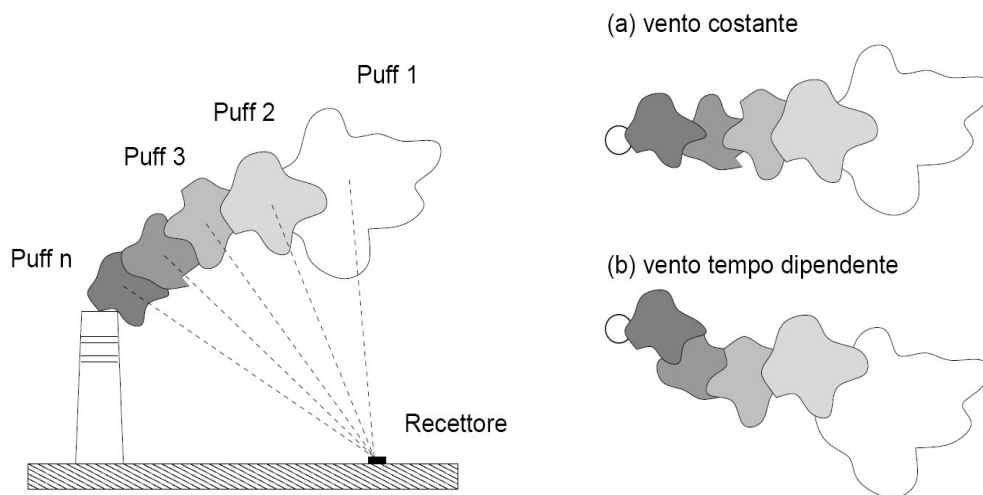 Puff 1
Puff 2
Puff 3
Puff n
Recettore
(a) vento costante
(b) vento tempo dipendente